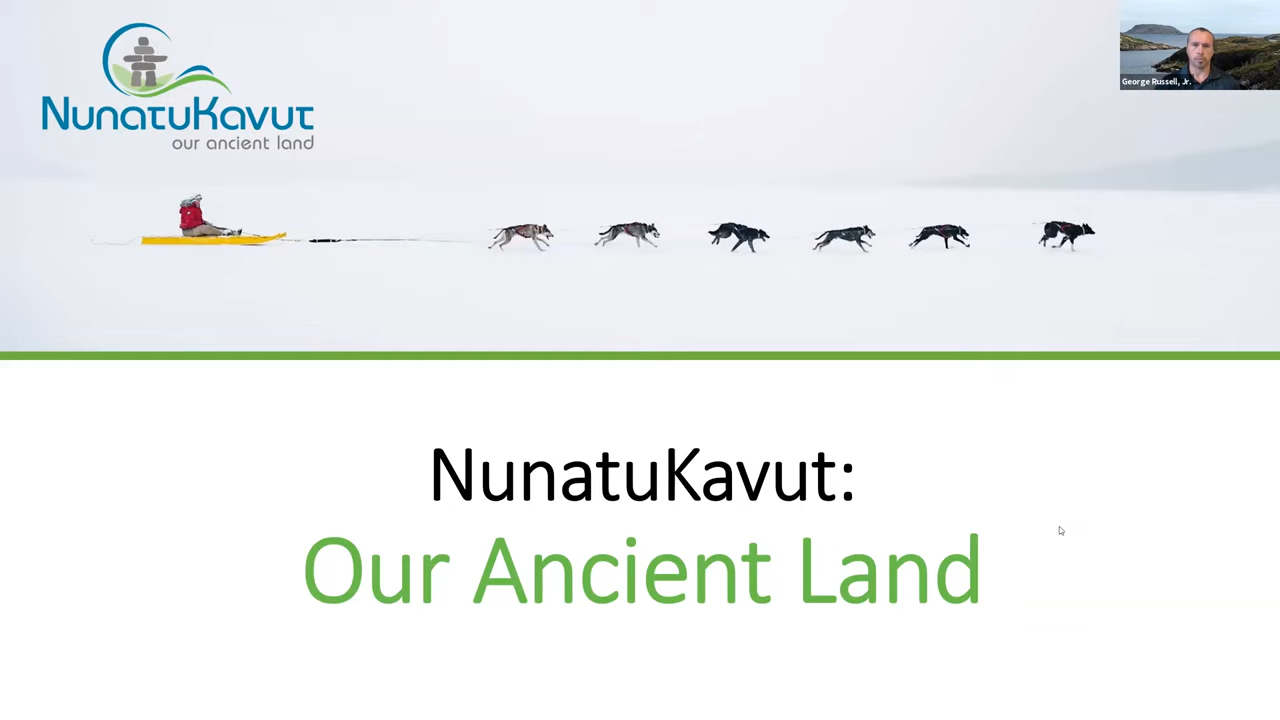 NunatuKavut
our ancient land
George Russell, Jr.
NunatuKavut:
Our Ancient Land